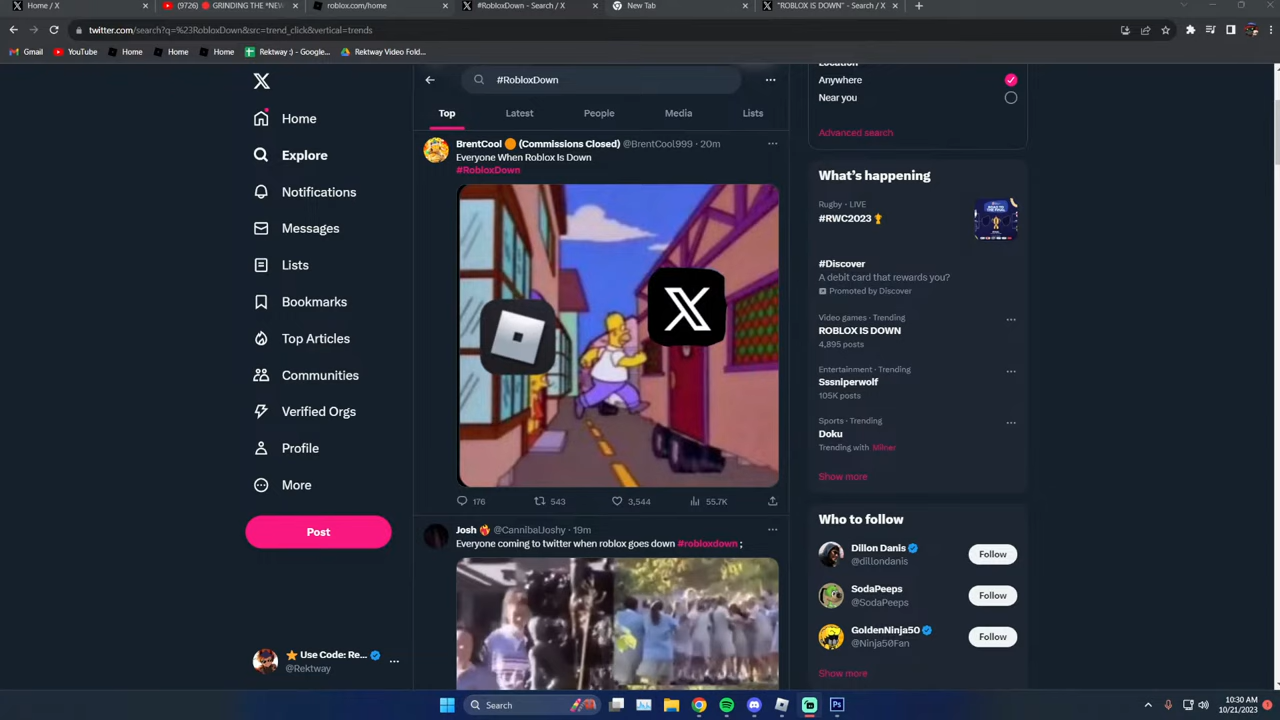 Home / X
(9726) 🔴 GRINDING THE *NEW
roblox.com/home
#RobloxDown - Search / X
New Tab
"ROBLOX IS DOWN" - Search / X
twitter.com/search?q=%23RobloxDown&src=trend_click&vertical=trends
Gmail
YouTube
Home
Home
Home
Rektway :) - Google...
Rektway Video Fold...
#RobloxDown
Top
Latest
People
Media
Lists
Home
Explore
Notifications
Messages
Lists
Bookmarks
Top Articles
Communities
Verified Orgs
Profile
More
Post
⭐ Use Code: Re...
@Rektway
BrentCool 🟠 (Commissions Closed) @BrentCool999 · 20m
Everyone When Roblox Is Down
#RobloxDown
X
176
543
3,544
55.7K
Josh ❤️‍🔥 @CannibalJoshy · 19m
Everyone coming to twitter when roblox goes down #robloxdown ;
Location
Anywhere
Near you
Advanced search
What's happening
Rugby · LIVE
#RWC2023 🏆
#Discover
A debit card that rewards you?
Promoted by Discover
Video games · Trending
ROBLOX IS DOWN
4,895 posts
Entertainment · Trending
Sssniperwolf
105K posts
Sports · Trending
Doku
Trending with Milner
Show more
Who to follow
Dillon Danis
@dillondanis
Follow
SodaPeeps
@SodaPeeps
Follow
GoldenNinja50
@Ninja50Fan
Follow
Show more
Search
Ps
10:30 AM
10/21/2023